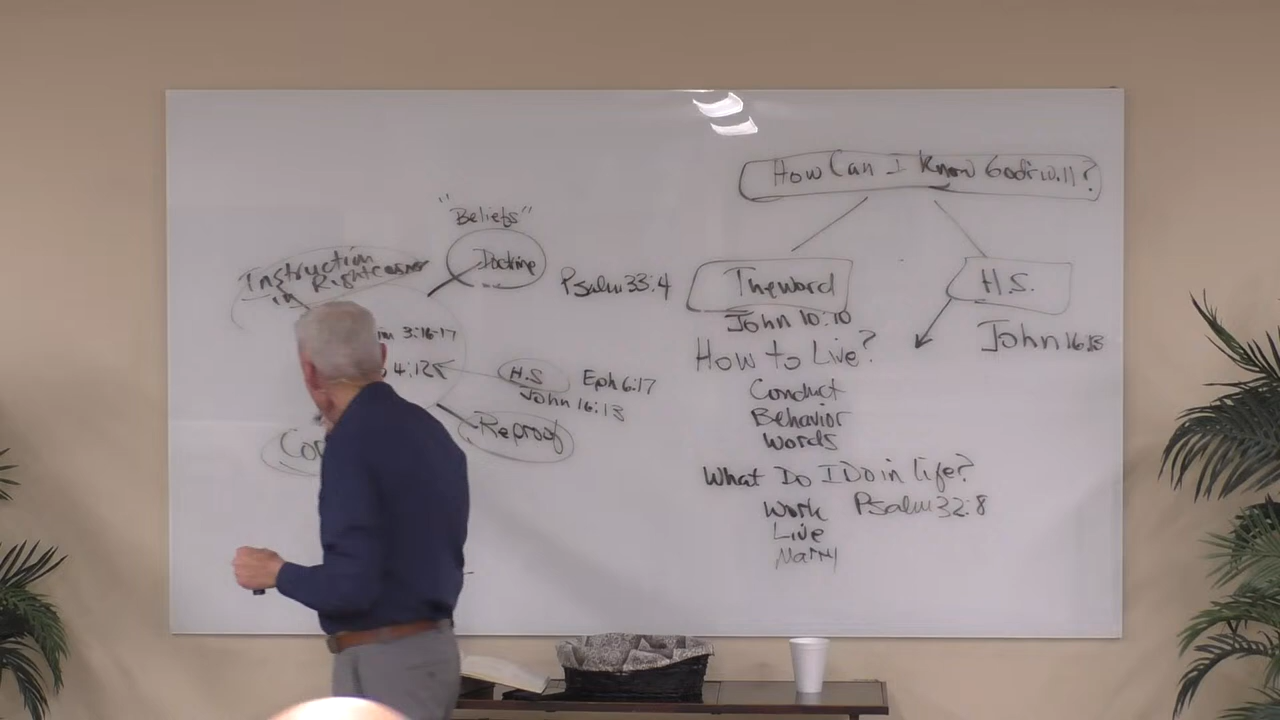 "Beliefs"
Doctrine
Instruction
in Righteousness
Psalm 33:4
3:16-17
4:12
H.S
John 16:13
Eph 6:17
Reproof
How Can I Know God's will?
The word
John 10:10
H.S.
John 16:13
How to Live?
Conduct
Behavior
Words
What Do I Do in life?
Work
Psalm 32:8
Live
Marry